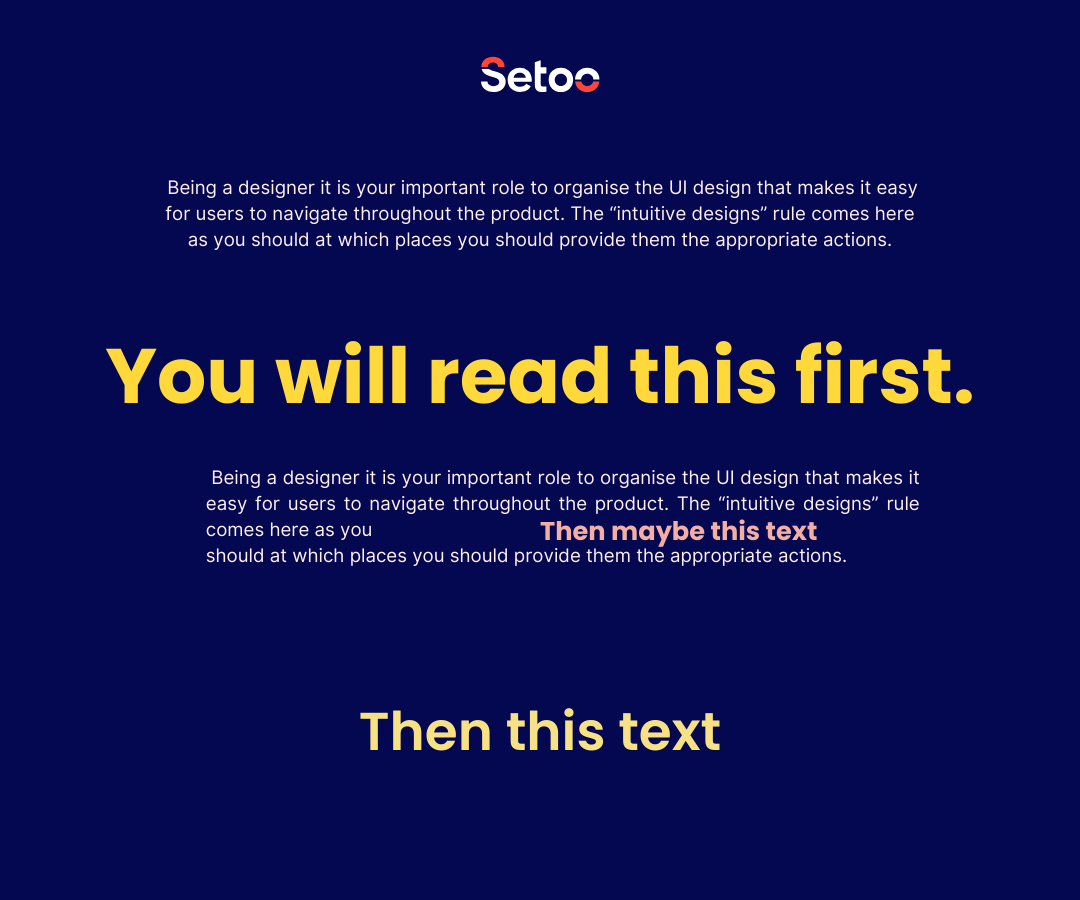 Setoo
Being a designer it is your important role to organise the UI design that makes it easy
for users to navigate throughout the product. The “intuitive designs” rule comes here
as you should at which places you should provide them the appropriate actions.
You will read this first.
Being a designer it is your important role to organise the UI design that makes it
easy for users to navigate throughout the product. The “intuitive designs” rule
comes here as you
Then maybe this text
should at which places you should provide them the appropriate actions.
Then this text